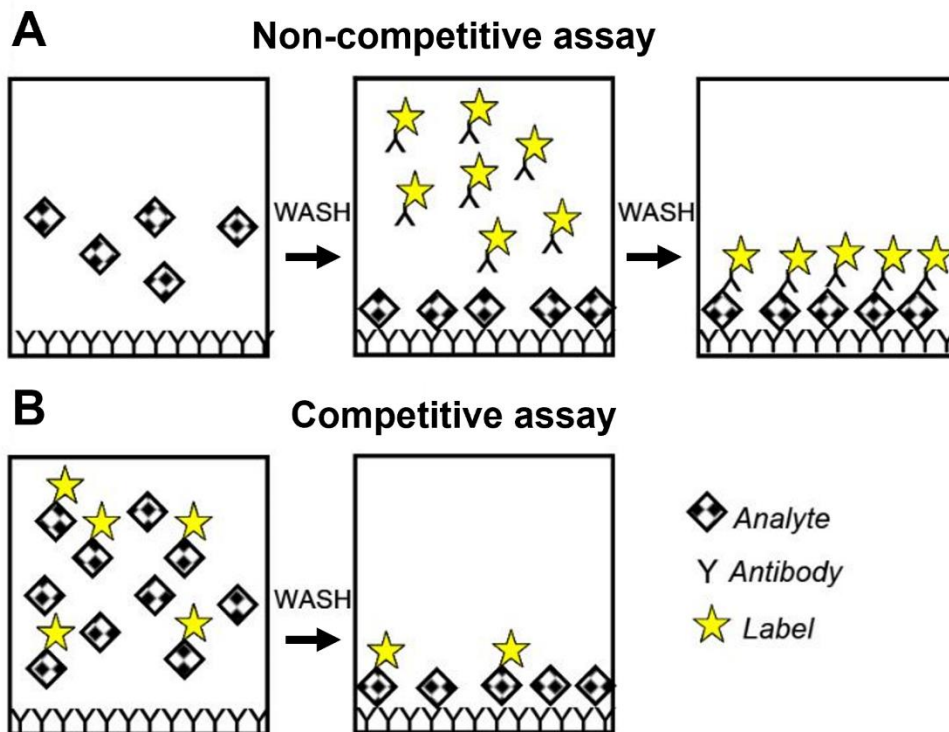 A
Non-competitive assay
WASH
WASH
B
Competitive assay
WASH
Analyte
Y Antibody
Label